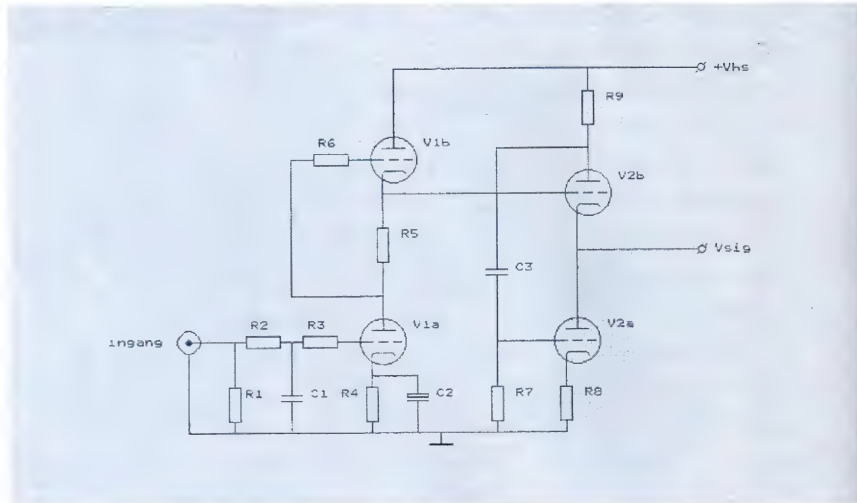 +Vhs
R9
R6
V1b
V2b
R5
Vsig
C3
V1a
V2a
ingang
R2
R3
R1
C1
R4
C2
R7
R8